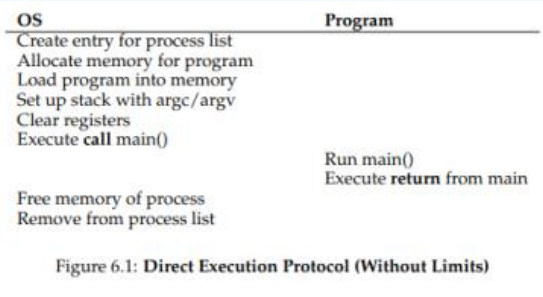 OS Program
Create entry for process list
Allocate memory for program
Load program into memory
Set up stack with argc/argv
Clear registers
Execute call main()
Run main()
Execute return from main
Free memory of process
Remove from process list
Figure 6.1: Direct Execution Protocol (Without Limits)